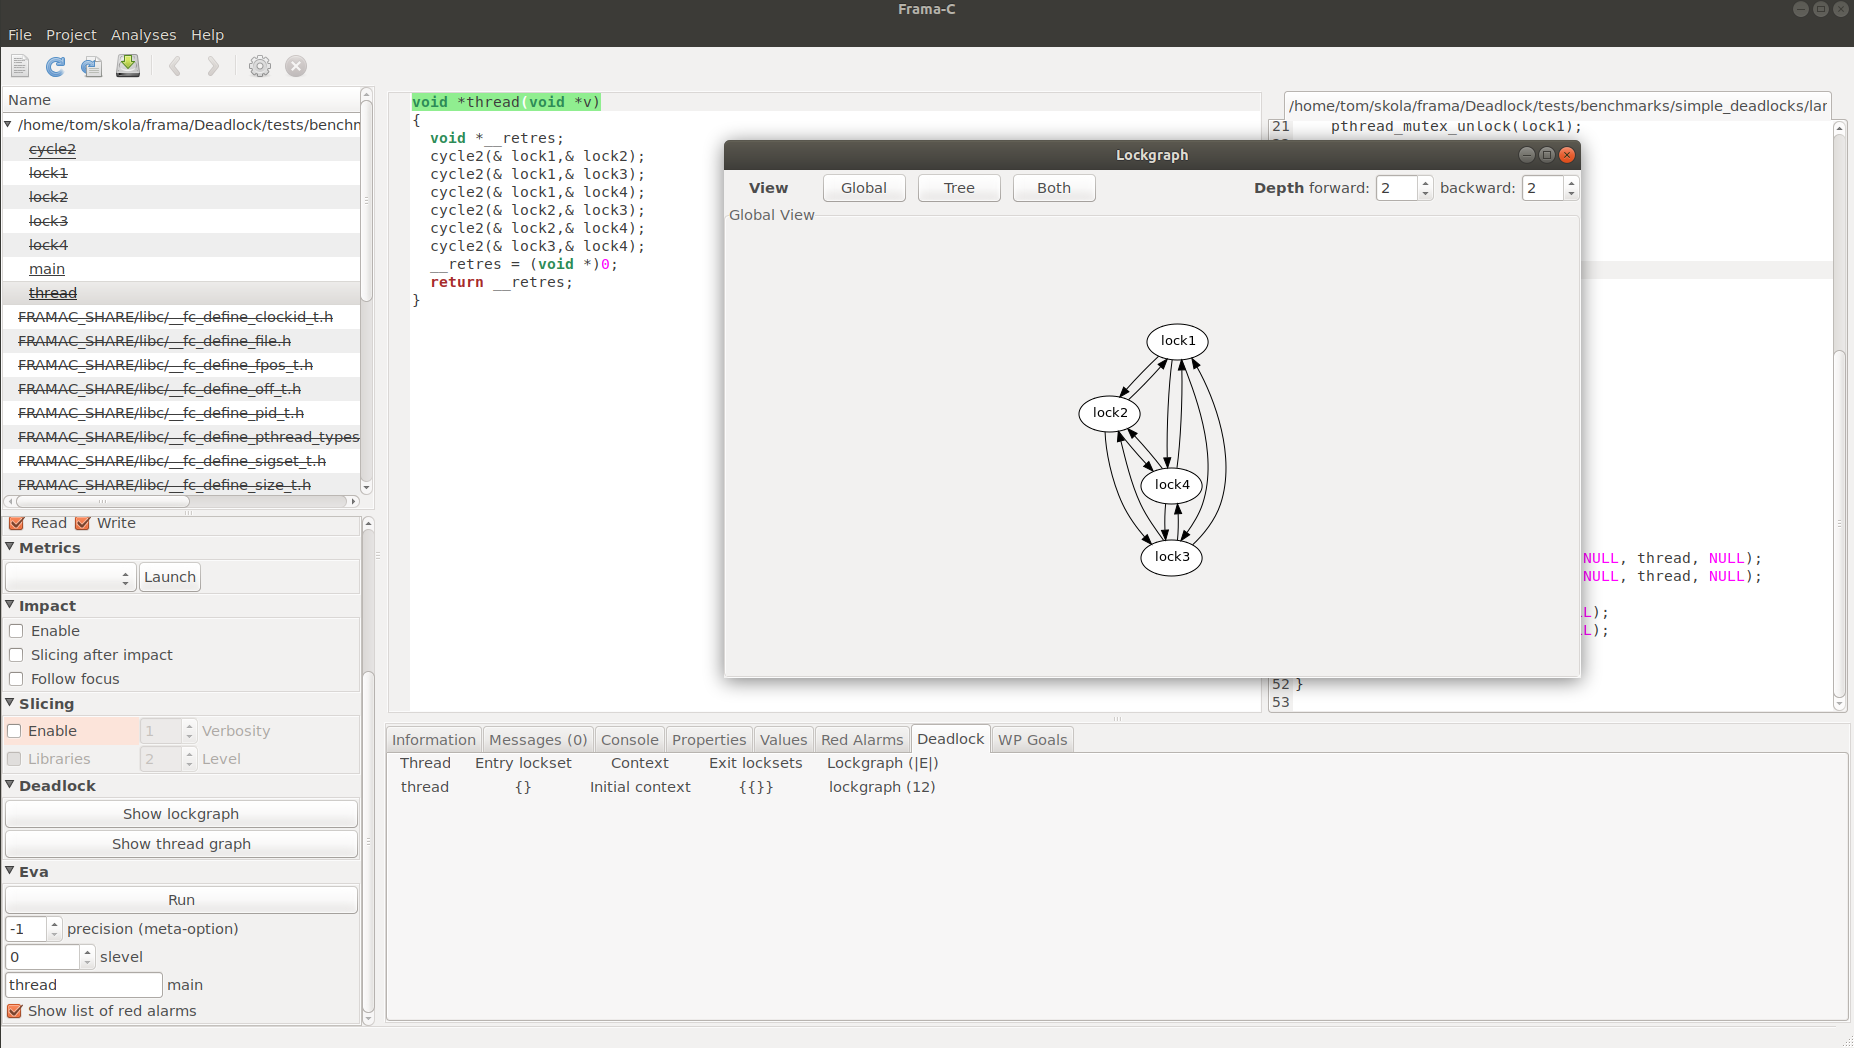 Frama-C
File Project Analyses Help
Name
/home/tom/skola/frama/Deadlock/tests/benchm
cycle2
lock1
lock2
lock3
lock4
main
thread
FRAMAC_SHARE/libc/__fc_define_clockid_t.h
FRAMAC_SHARE/libc/__fc_define_file.h
FRAMAC_SHARE/libc/__fc_define_fpos_t.h
FRAMAC_SHARE/libc/__fc_define_off_t.h
FRAMAC_SHARE/libc/__fc_define_pid_t.h
FRAMAC_SHARE/libc/__fc_define_pthread_types
FRAMAC_SHARE/libc/__fc_define_sigset_t.h
FRAMAC_SHARE/libc/__fc_define_size_t.h
Read Write
Metrics
Launch
Impact
Enable
Slicing after impact
Follow focus
Slicing
Enable 1 Verbosity
Libraries 2 Level
Deadlock
Show lockgraph
Show thread graph
Eva
Run
-1 precision (meta-option)
0 slevel
thread main
Show list of red alarms
void *thread(void *v)
{
void *__retres;
cycle2(& lock1,& lock2);
cycle2(& lock1,& lock3);
cycle2(& lock1,& lock4);
cycle2(& lock2,& lock3);
cycle2(& lock2,& lock4);
cycle2(& lock3,& lock4);
__retres = (void *)0;
return __retres;
}
/home/tom/skola/frama/Deadlock/tests/benchmarks/simple_deadlocks/lar
21 pthread_mutex_unlock(lock1);
NULL, thread, NULL);
NULL, thread, NULL);
LL);
LL);
52 }
53
Lockgraph
View Global Tree Both Depth forward: 2 backward: 2
Global View
lock1
lock2
lock4
lock3
Information Messages (0) Console Properties Values Red Alarms Deadlock WP Goals
Thread Entry lockset Context Exit locksets Lockgraph (|E|)
thread {} Initial context {{}} lockgraph (12)